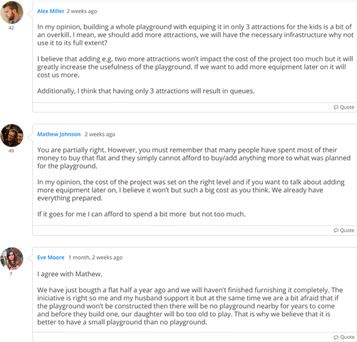 Alex Miller 2 weeks ago
42
In my opinion, building a whole playground with equiping it in only 3 attractions for the kids is a bit of
an overkill. I mean, we should add more attractions, we will have the necessary infrastructure why not
use it to its full extent?
I believe that adding e.g. two more attractions won't impact the cost of the project too much but it will
greatly increase the usefulness of the playground. If we want to add more equipment later on it will
cost us more.
Additionally, I think that having only 3 attractions will result in queues.
Quote
Mathew Johnson 2 weeks ago
49
You are partially right. However, you must remember that many people have spent most of their
money to buy that flat and they simply cannot afford to buy/add anything more to what was planned
for the playground.
In my opinion, the cost of the project was set on the right level and if you want to talk about adding
more equipment later on, I believe it won't but such a big cost as you think. We already have
everything prepared.
If it goes for me I can afford to spend a bit more but not too much.
Quote
Eve Moore 1 month, 2 weeks ago
7
I agree with Mathew.
We have just bougth a flat half a year ago and we will haven't finished furnishing it completely. The
iniciative is right so me and my husband support it but at the same time we are a bit afraid that if
the playground won't be constructed then there will be no playground nearby for years to come
and before they build one, our daughter will bo too old to play. That is why we believe that it is
better to have a small playground than no playground.
Quote